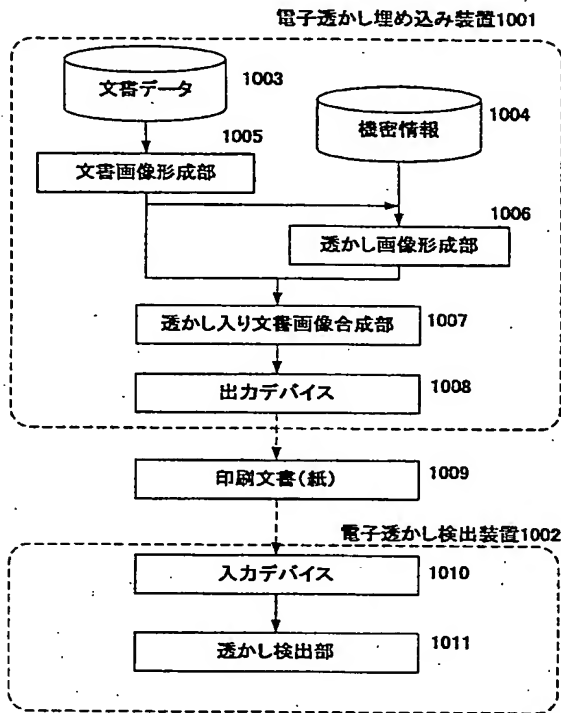 電子透かし埋め込み装置1001
文書データ
1003
機密情報
1004
1005
文書画像形成部
1006
透かし画像形成部
透かし入り文書画像合成部
1007
出力デバイス
1008
印刷文書(紙)
1009
電子透かし検出装置1002
入力デバイス
1010
透かし検出部
1011